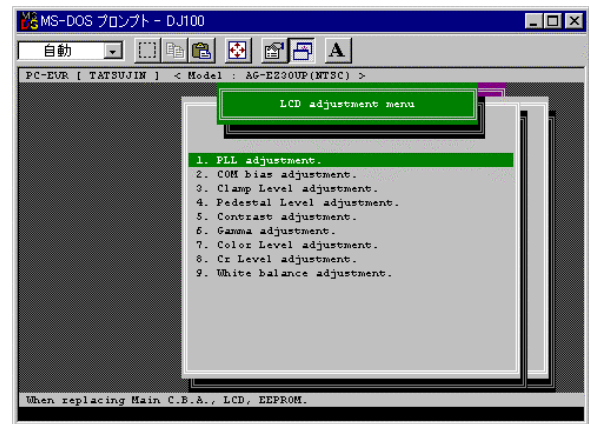 MS-DOS プロンプト - DJ100
自動
A
PC-EVR [ TATSUJIN ] < Model : AG-EZ30UP(NTSC) >
LCD adjustment menu
1. PLL adjustment.
2. COM bias adjustment.
3. Clamp Level adjustment.
4. Pedestal Level adjustment.
5. Contrast adjustment.
6. Gamma adjustment.
7. Color Level adjustment.
8. Cr Level adjustment.
9. White balance adjustment.
When replacing Main C.B.A., LCD, EEPROM.